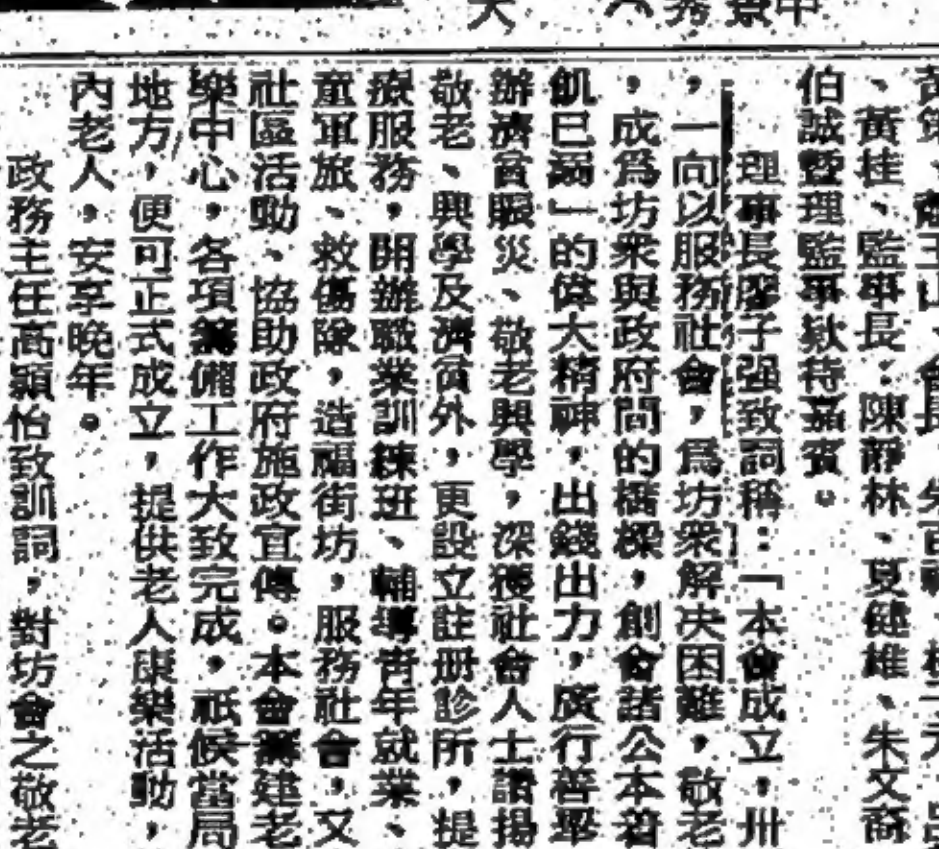 、黃桂、監事長：陳靜林、夏健雄、朱文商
伯誠暨理監事欵待嘉賓。
理事長廖子强致詞稱：「本會成立，卅
，一向以服務社會，爲坊衆解决困難，敬老
，成爲坊衆與政府間的橋樑，創會諸公本着
飢已溺」的偉大精神，出錢出力，廣行善舉
辦濟貧賑災、敬老興學，深獲社會人士讚揚
敬老、興學及濟貧外，更設立註册診所，提
療服務，開辦職業訓練班、輔導青年就業、
童軍旅、救傷隊，造福街坊，服務社會，又
社區活動、協助政府施政宣傳。本會籌建老
樂中心，各項籌備工作大致完成，祇候當局
地方，便可正式成立，提供老人康樂活動，
內老人，安享晚年。
政務主任高穎怡致訓詞，對坊會之敬老